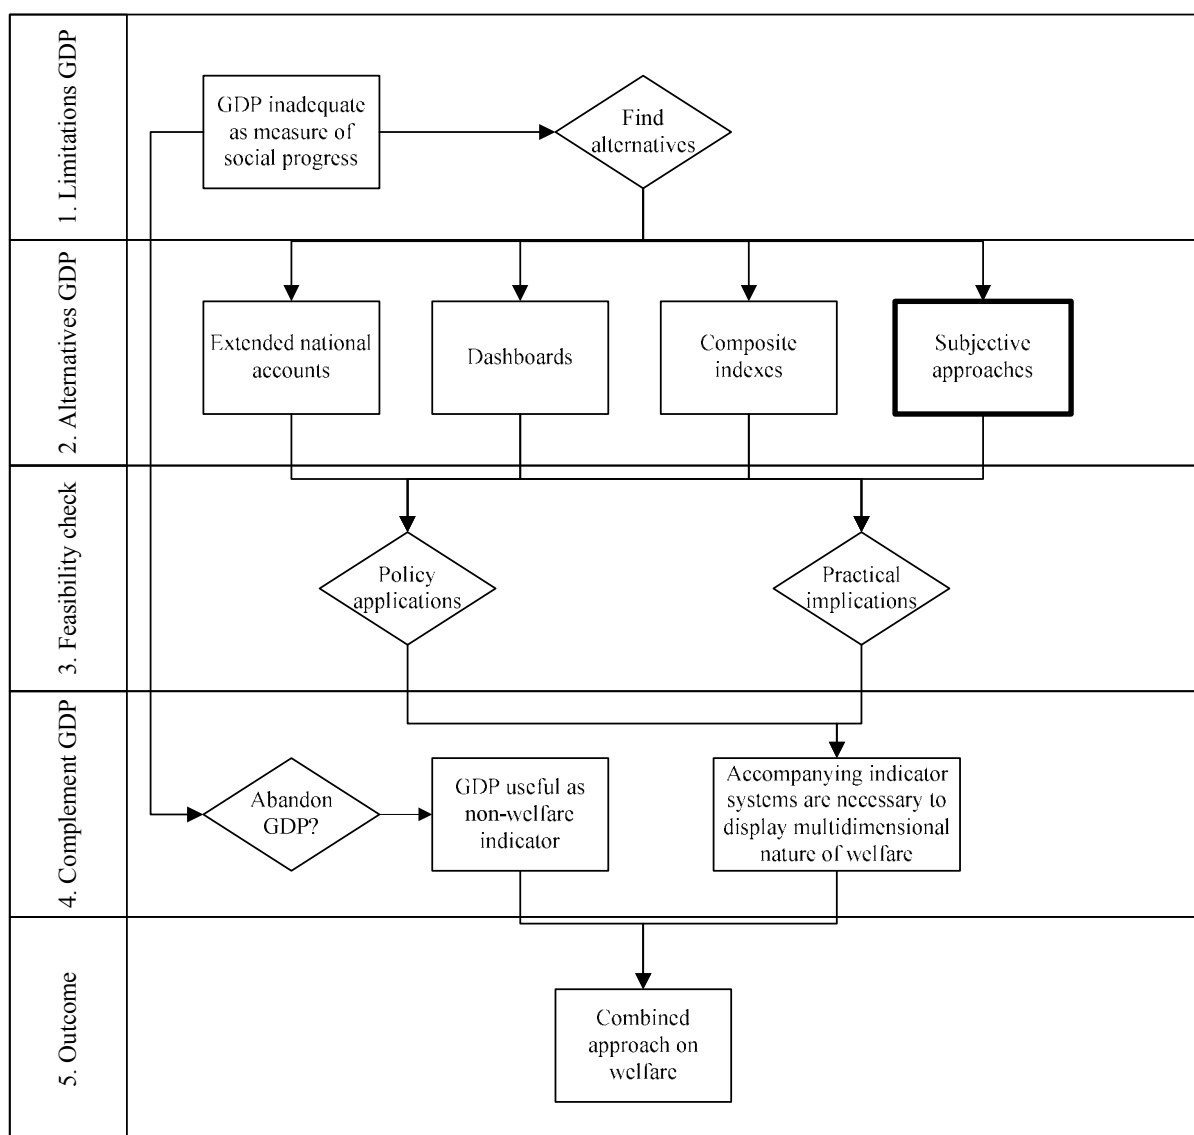 1. Limitations GDP
GDP inadequate
as measure of
social progress
Find
alternatives
2. Alternatives GDP
Extended national
accounts
Dashboards
Composite
indexes
Subjective
approaches
3. Feasibility check
Policy
applications
Practical
implications
4. Complement GDP
Abandon
GDP?
GDP useful as
non-welfare
indicator
Accompanying indicator
systems are necessary to
display multidimensional
nature of welfare
5. Outcome
Combined
approach on
welfare